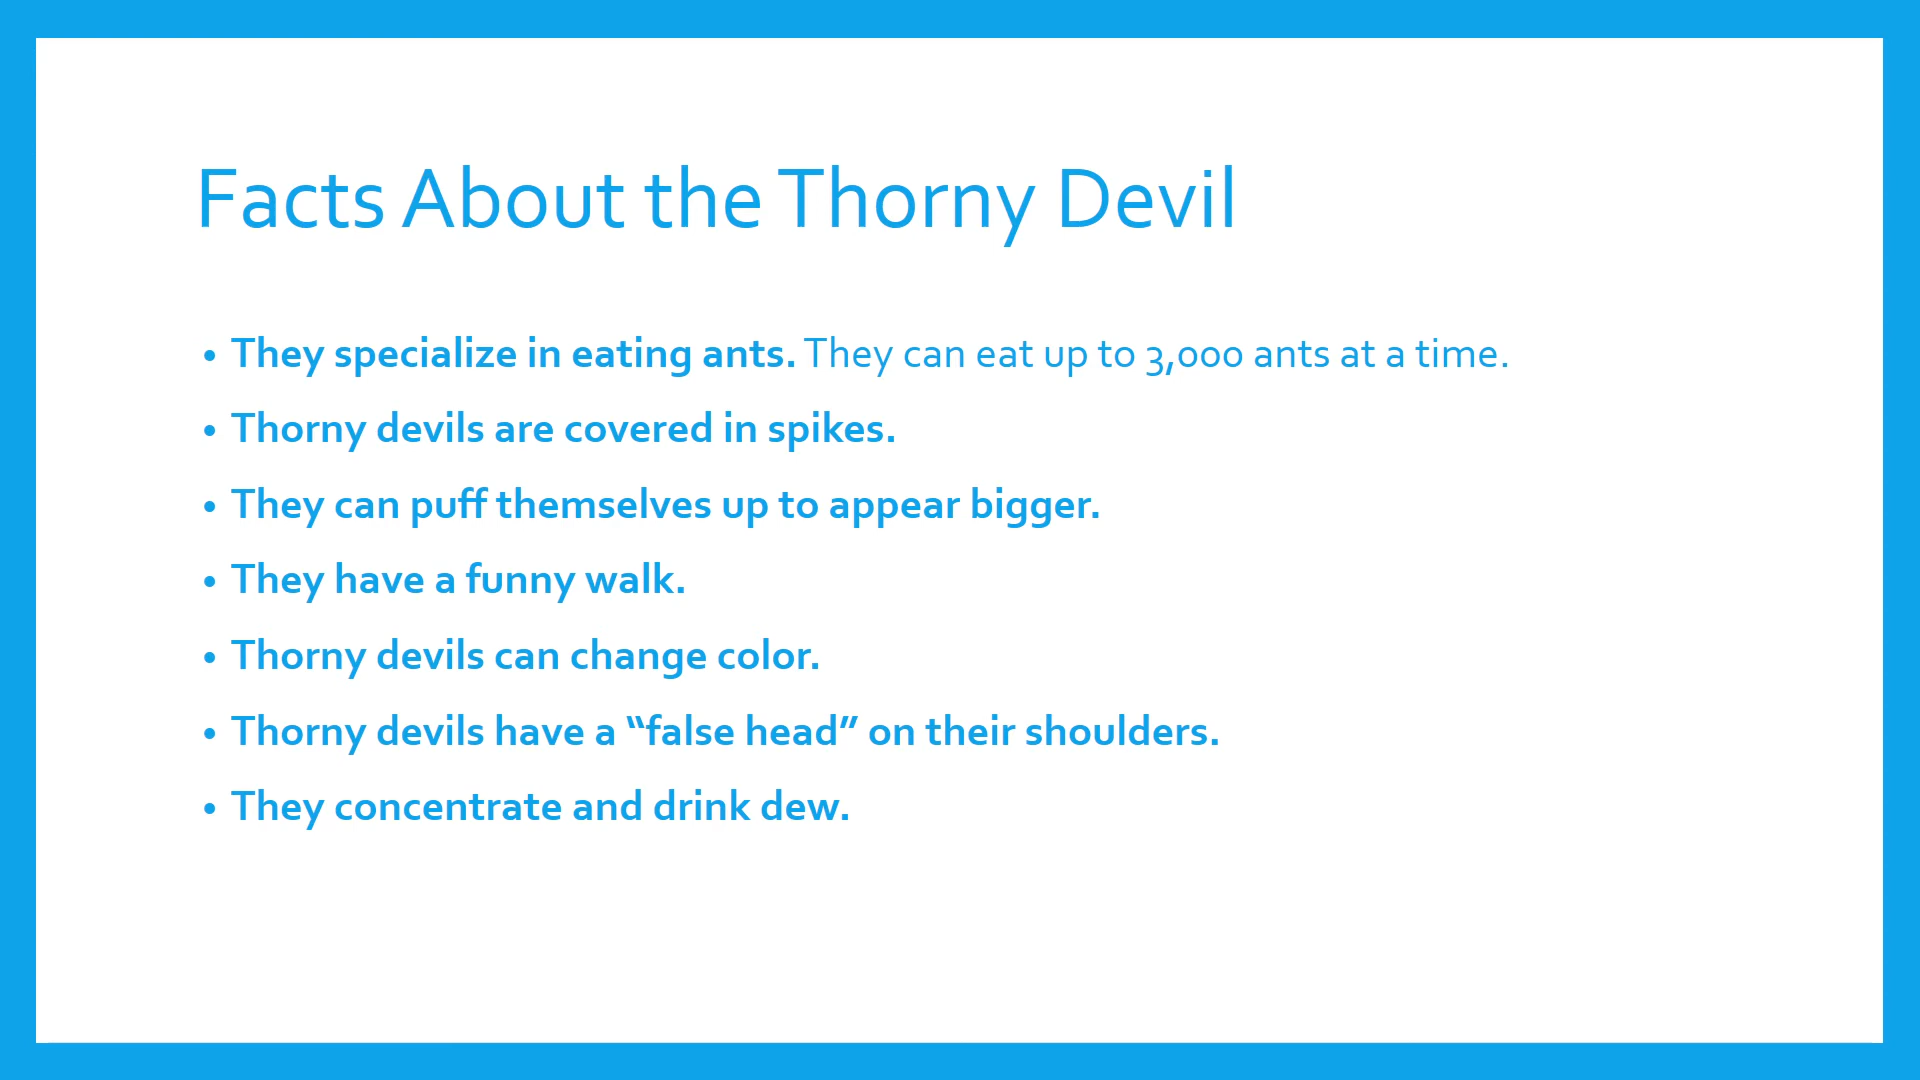 Facts About the Thorny Devil
• They specialize in eating ants. They can eat up to 3,000 ants at a time.
• Thorny devils are covered in spikes.
• They can puff themselves up to appear bigger.
• They have a funny walk.
• Thorny devils can change color.
• Thorny devils have a “false head” on their shoulders.
• They concentrate and drink dew.